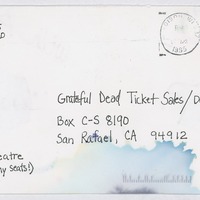 Grateful Dead Ticket Sales/D
Box C-S 8190
San Rafael, CA 94912
eatre
ny seats!)